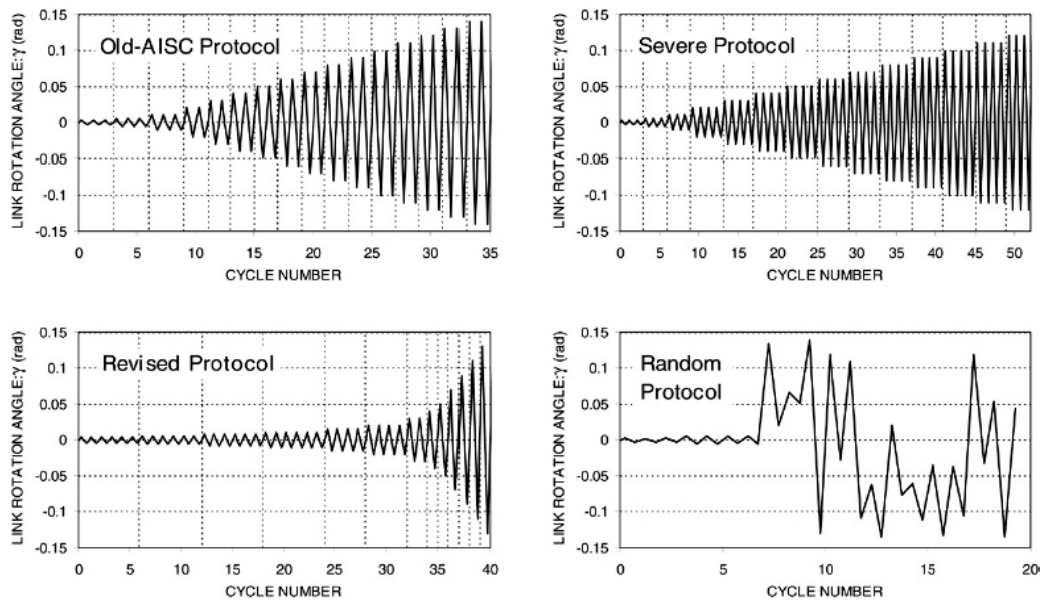 Old-AISC Protocol
LINK ROTATION ANGLE:γ (rad)
0.15
0.1
0.05
0
-0.05
-0.1
-0.15
0 5 10 15 20 25 30 35
CYCLE NUMBER
Severe Protocol
LINK ROTATION ANGLE:γ (rad)
0.15
0.1
0.05
0
-0.05
-0.1
-0.15
0 5 10 15 20 25 30 35 40 45 50
CYCLE NUMBER
Revised Protocol
LINK ROTATION ANGLE:γ (rad)
0.15
0.1
0.05
0
-0.05
-0.1
-0.15
0 5 10 15 20 25 30 35 40
CYCLE NUMBER
Random
Protocol
LINK ROTATION ANGLE:γ (rad)
0.15
0.1
0.05
0
-0.05
-0.1
-0.15
0 5 10 15 20
CYCLE NUMBER